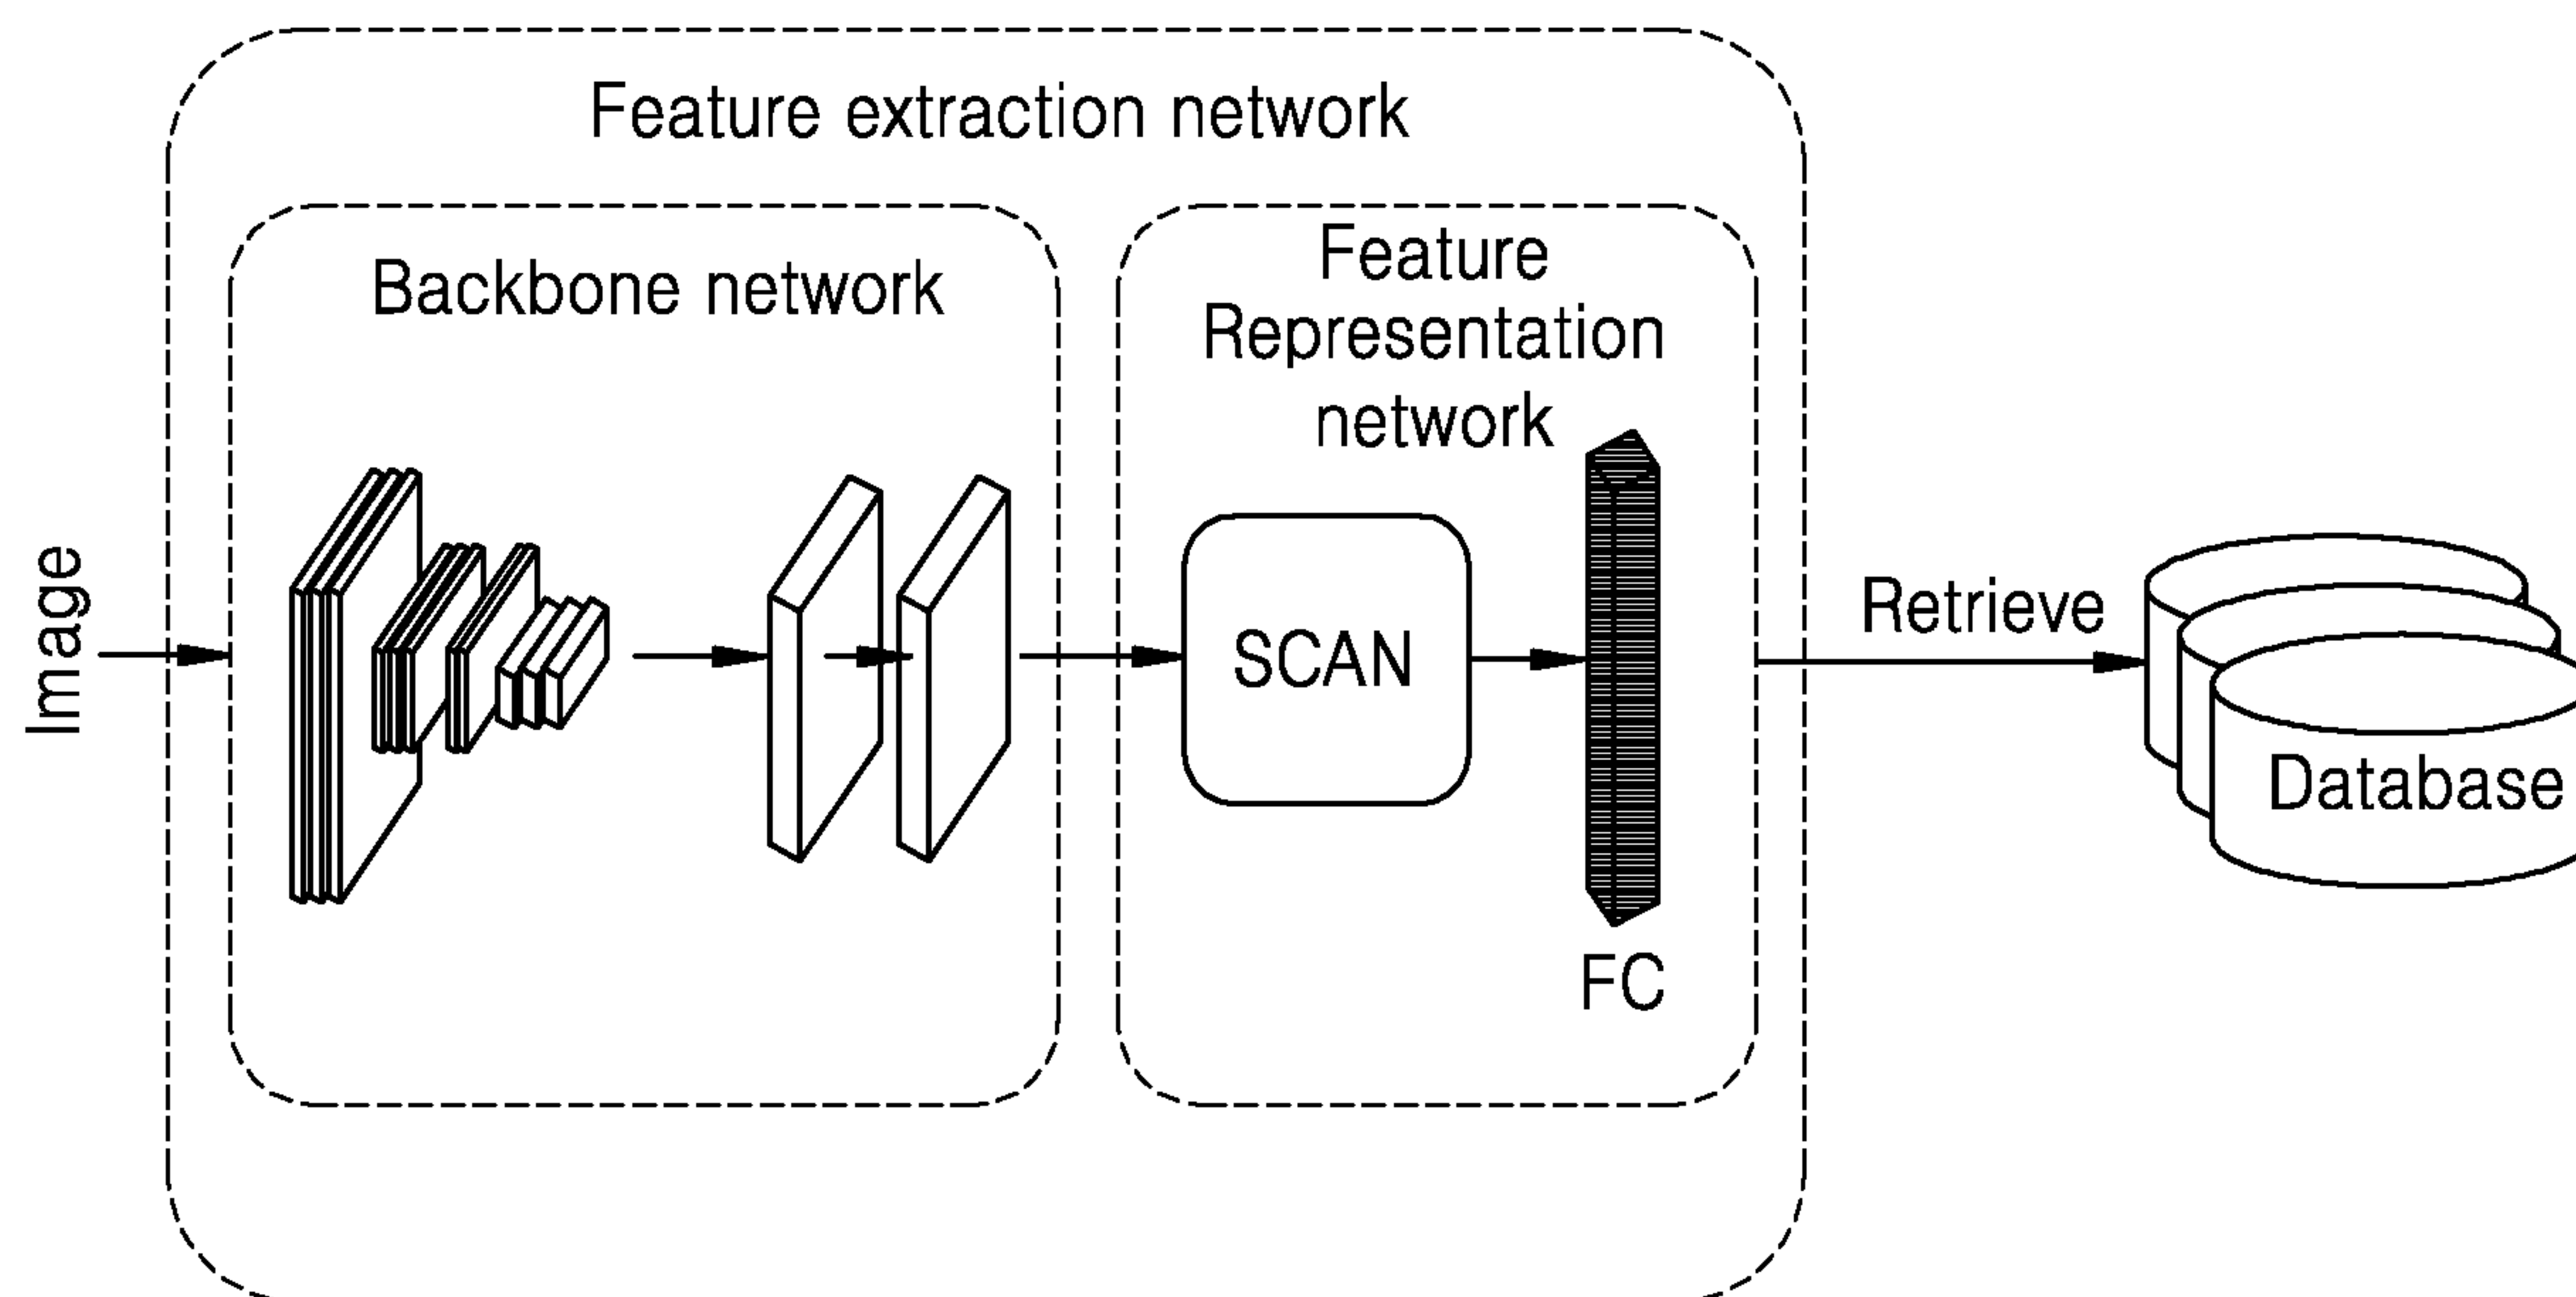 Feature extraction network
Backbone network
Feature
Representation
network
Image
SCAN
FC
Retrieve
Database